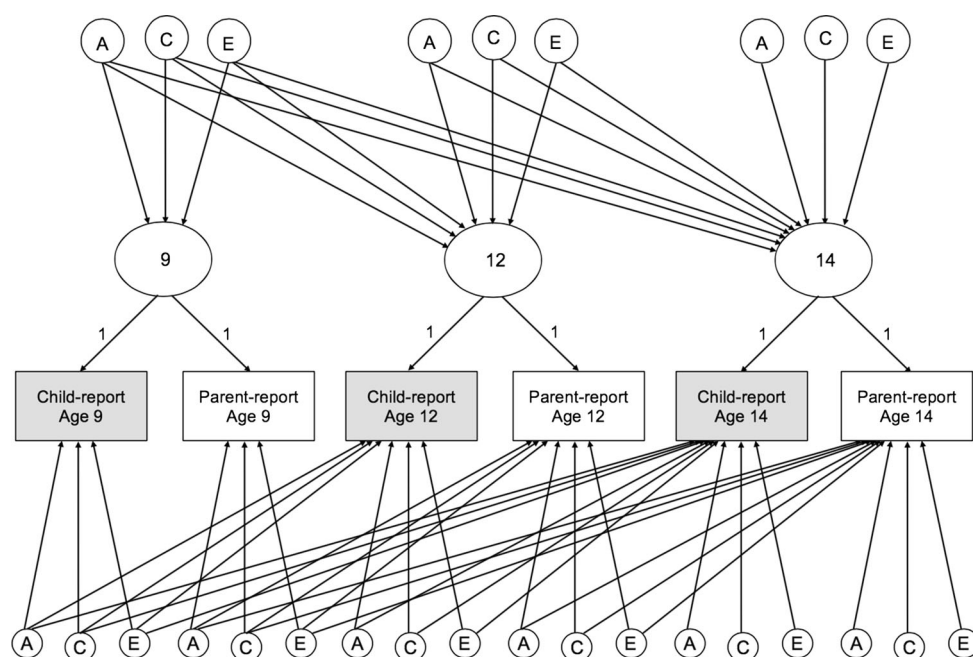 A C E A C E A C E
9 12 14
1 1 1 1 1 1
Child-report Parent-report Child-report Parent-report Child-report Parent-report
Age 9 Age 9 Age 12 Age 12 Age 14 Age 14
A C E A C E A C E A C E A C E A C E